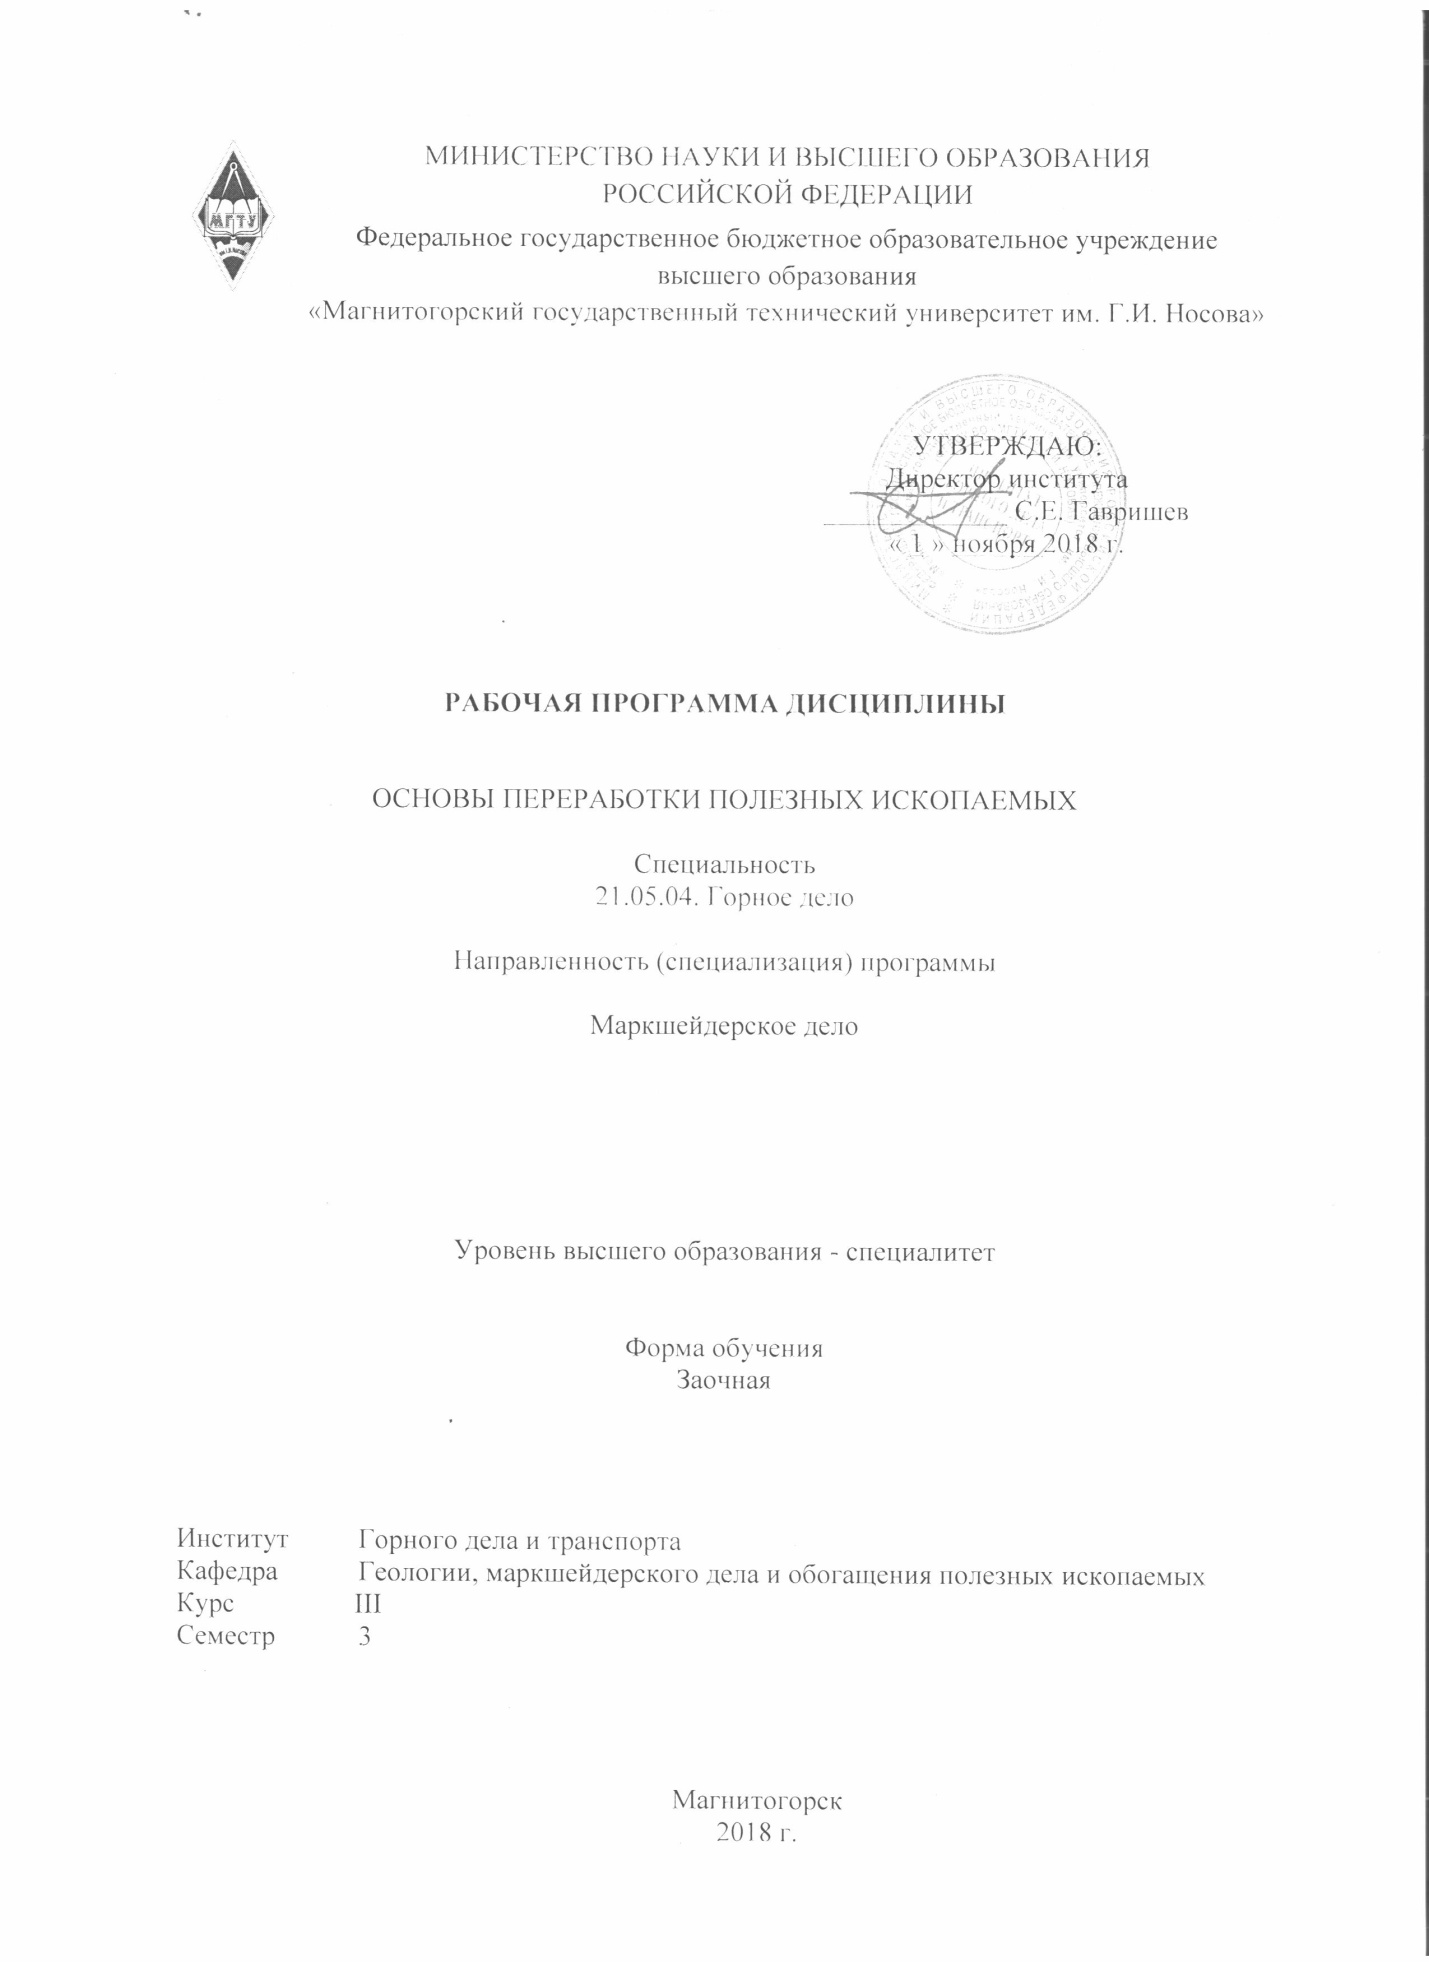 МИНИСТЕРСТВО НАУКИ И ВЫСШЕГО ОБРАЗОВАНИЯ
РОССИЙСКОЙ ФЕДЕРАЦИИ
Федеральное государственное бюджетное образовательное учреждение
высшего образования
«Магнитогорский государственный технический университет им. Г.И. Носова»
МГТУ
УТВЕРЖДАЮ:
Директор института
С.Е. Гавришев
« 1 » ноября 2018 г.
РАБОЧАЯ ПРОГРАММА ДИСЦИПЛИНЫ
ОСНОВЫ ПЕРЕРАБОТКИ ПОЛЕЗНЫХ ИСКОПАЕМЫХ
Специальность
21.05.04. Горное дело
Направленность (специализация) программы
Маркшейдерское дело
Уровень высшего образования - специалитет
Форма обучения
Заочная
Институт Горного дела и транспорта
Кафедра Геологии, маркшейдерского дела и обогащения полезных ископаемых
Курс III
Семестр 3
Магнитогорск
2018 г.